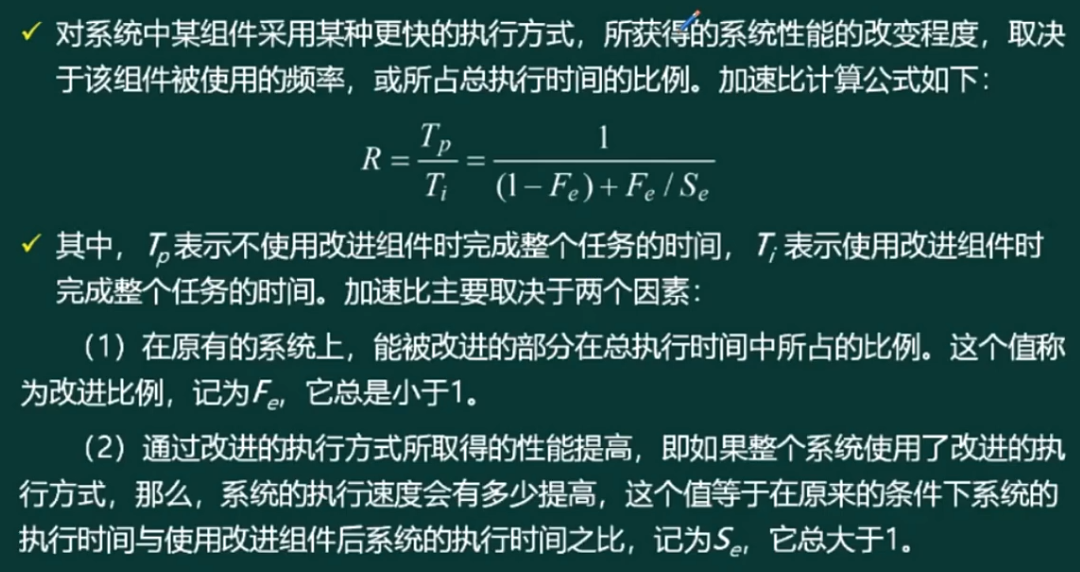 ✓ 对系统中某组件采用某种更快的执行方式，所获得的系统性能的改变程度，取决
于该组件被使用的频率，或所占总执行时间的比例。加速比计算公式如下：
R = T_p / T_i = 1 / ((1 − F_e) + F_e / S_e)
✓ 其中，T_p表示不使用改进组件时完成整个任务的时间，T_i表示使用改进组件时
完成整个任务的时间。加速比主要取决于两个因素：
（1）在原有的系统上，能被改进的部分在总执行时间中所占的比例。这个值称
为改进比例，记为F_e，它总是小于1。
（2）通过改进的执行方式所取得的性能提高，即如果整个系统使用了改进的执
行方式，那么，系统的执行速度会有多少提高，这个值等于在原来的条件下系统的
执行时间与使用改进组件后系统的执行时间之比，记为S_e，它总大于1。